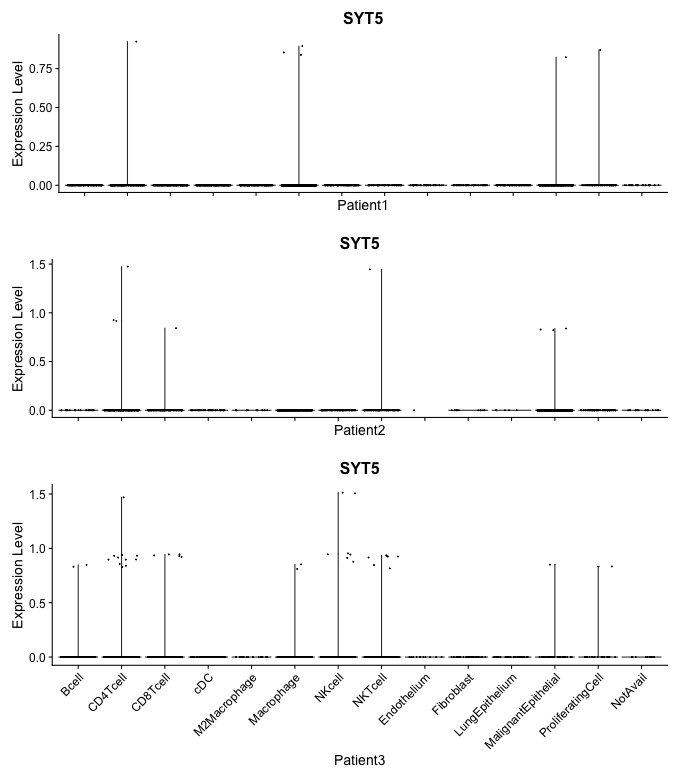 SYT5
Expression Level
0.75
0.50
0.25
0.00
Patient1
SYT5
Expression Level
1.5
1.0
0.5
0.0
Patient2
SYT5
Expression Level
1.5
1.0
0.5
0.0
Bcell
CD4Tcell
CD8Tcell
cDC
M2Macrophage
Macrophage
NKcell
NKTcell
Endothelium
Fibroblast
LungEpithelium
MalignantEpithelial
ProliferatingCell
NotAvail
Patient3